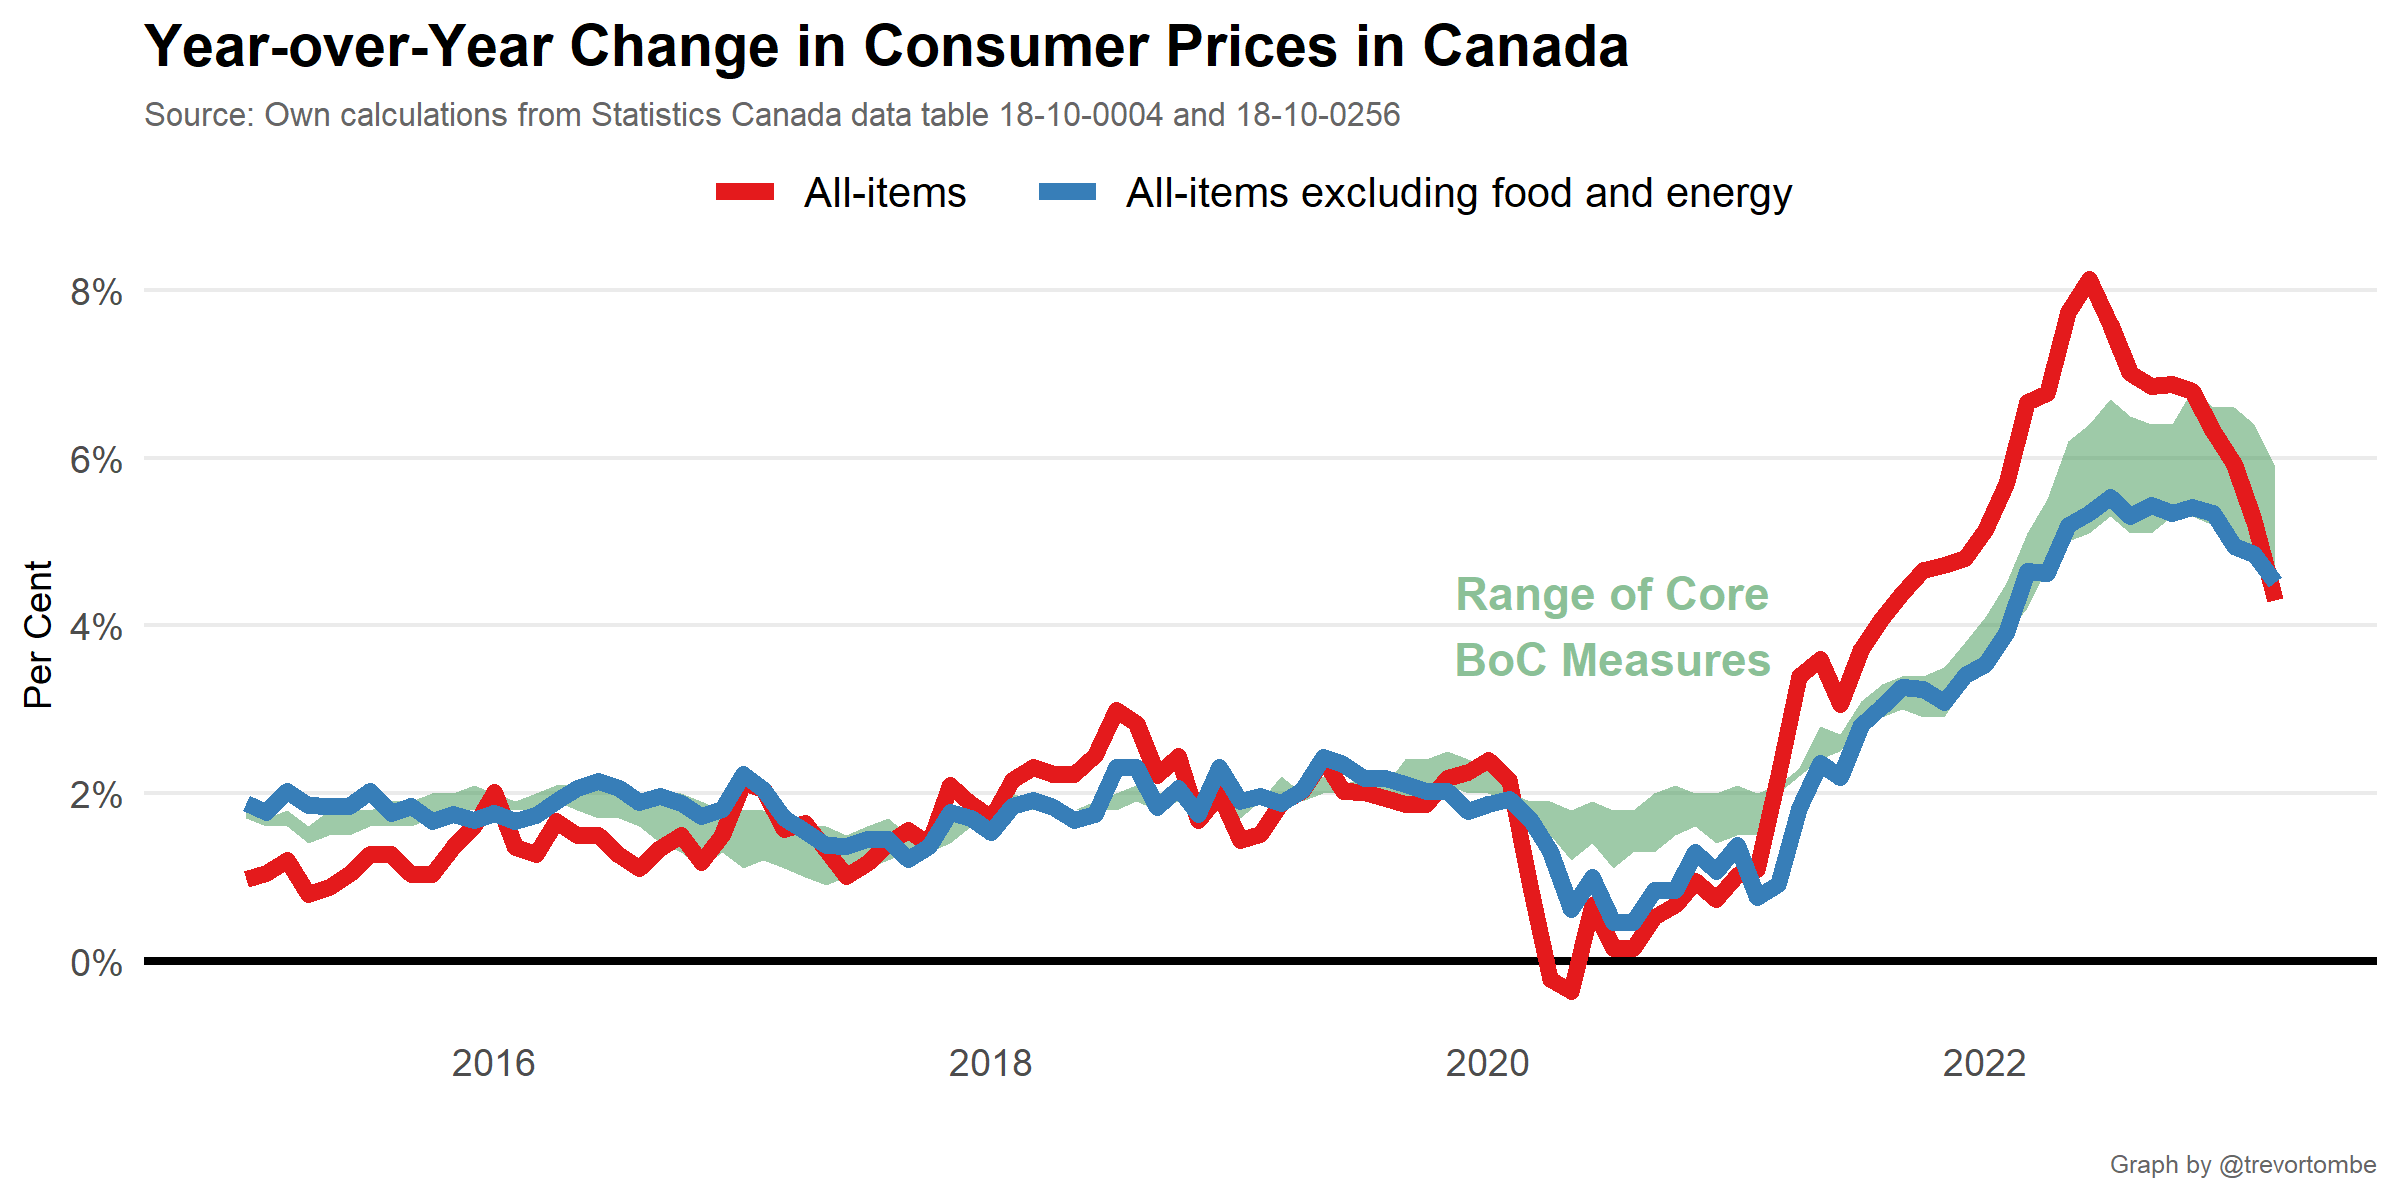 Year-over-Year Change in Consumer Prices in Canada
Source: Own calculations from Statistics Canada data table 18-10-0004 and 18-10-0256
All-items
All-items excluding food and energy
8%
6%
4%
2%
0%
Per Cent
Range of Core
BoC Measures
2016
2018
2020
2022
Graph by @trevortombe